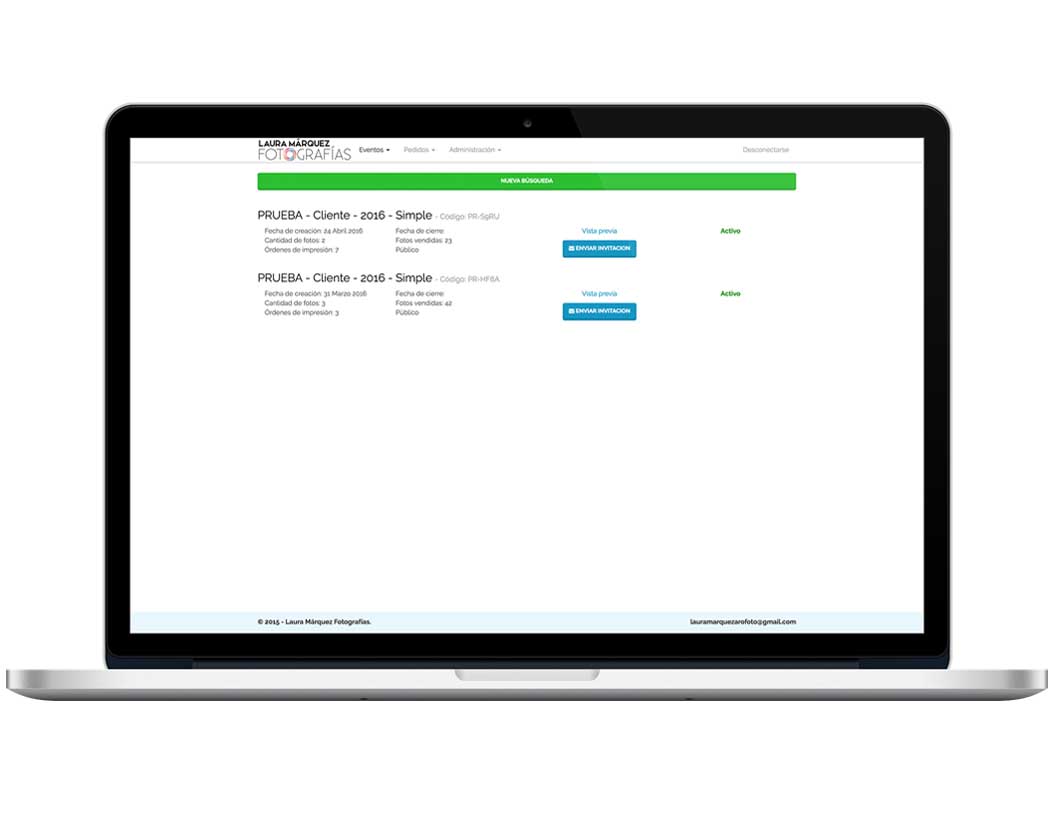 LAURA MÁRQUEZ
FOTOGRAFÍAS
Eventos Pedidos Administración Desconectarse
NUEVA BÚSQUEDA
PRUEBA - Cliente - 2016 - Simple - Código: PR-S9RU
Fecha de creación: 24 Abril 2016 Fecha de cierre: Vista previa Activo
Cantidad de fotos: 2 Fotos vendidas: 23
Órdenes de impresión: 7 Público ENVIAR INVITACION
PRUEBA - Cliente - 2016 - Simple - Código: PR-HF6A
Fecha de creación: 31 Marzo 2016 Fecha de cierre: Vista previa Activo
Cantidad de fotos: 3 Fotos vendidas: 42
Órdenes de impresión: 3 Público ENVIAR INVITACION
© 2015 - Laura Márquez Fotografías. lauramarquezarofoto@gmail.com